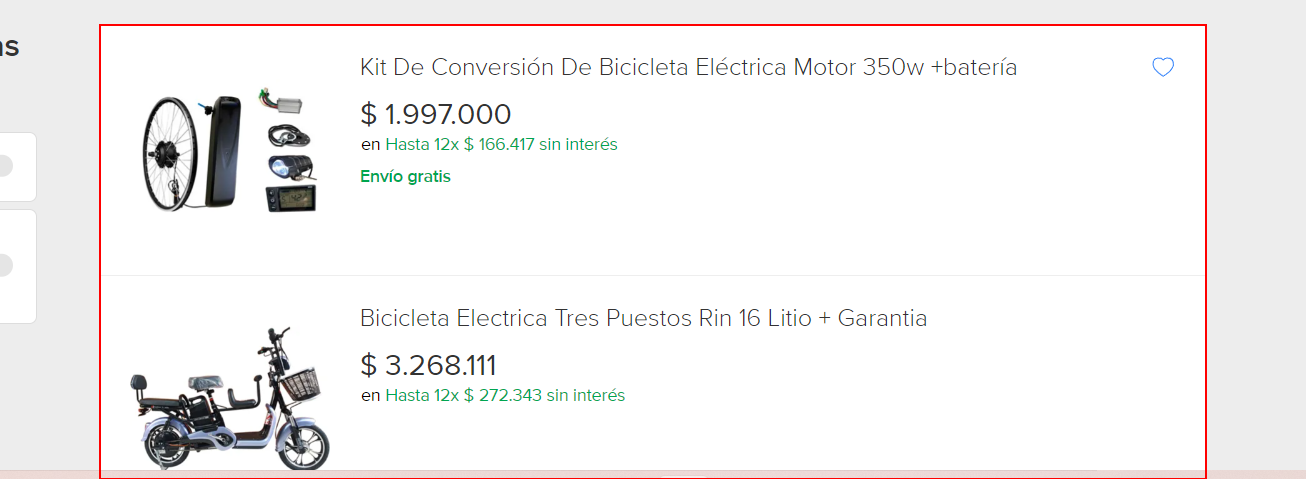 Kit De Conversión De Bicicleta Eléctrica Motor 350w +batería
$ 1.997.000
en Hasta 12x $ 166.417 sin interés
Envío gratis
Bicicleta Electrica Tres Puestos Rin 16 Litio + Garantia
$ 3.268.111
en Hasta 12x $ 272.343 sin interés